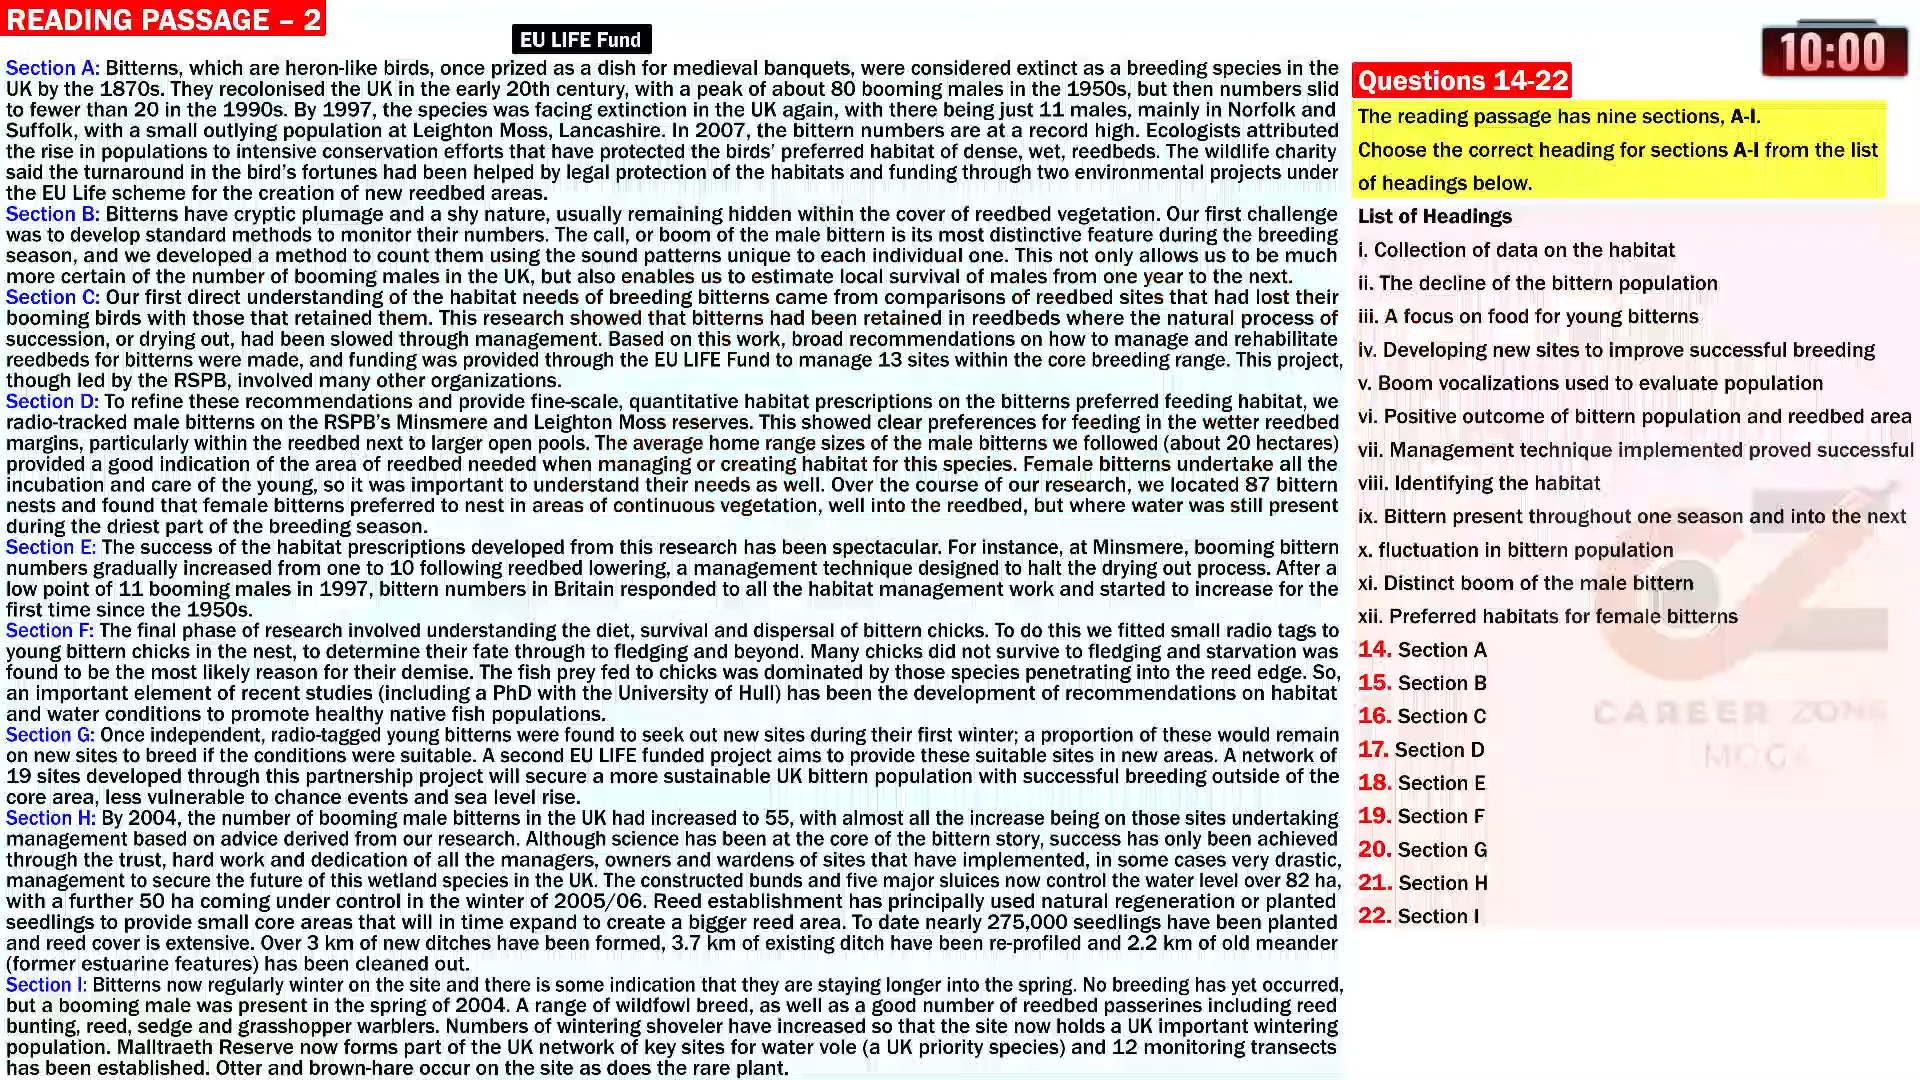 READING PASSAGE – 2
EU LIFE Fund
10:00
Section A: Bitterns, which are heron-like birds, once prized as a dish for medieval banquets, were considered extinct as a breeding species in the
UK by the 1870s. They recolonised the UK in the early 20th century, with a peak of about 80 booming males in the 1950s, but then numbers slid
to fewer than 20 in the 1990s. By 1997, the species was facing extinction in the UK again, with there being just 11 males, mainly in Norfolk and
Suffolk, with a small outlying population at Leighton Moss, Lancashire. In 2007, the bittern numbers are at a record high. Ecologists attributed
the rise in populations to intensive conservation efforts that have protected the birds’ preferred habitat of dense, wet, reedbeds. The wildlife charity
said the turnaround in the bird’s fortunes had been helped by legal protection of the habitats and funding through two environmental projects under
the EU Life scheme for the creation of new reedbed areas.
Section B: Bitterns have cryptic plumage and a shy nature, usually remaining hidden within the cover of reedbed vegetation. Our first challenge
was to develop standard methods to monitor their numbers. The call, or boom of the male bittern is its most distinctive feature during the breeding
season, and we developed a method to count them using the sound patterns unique to each individual one. This not only allows us to be much
more certain of the number of booming males in the UK, but also enables us to estimate local survival of males from one year to the next.
Section C: Our first direct understanding of the habitat needs of breeding bitterns came from comparisons of reedbed sites that had lost their
booming birds with those that retained them. This research showed that bitterns had been retained in reedbeds where the natural process of
succession, or drying out, had been slowed through management. Based on this work, broad recommendations on how to manage and rehabilitate
reedbeds for bitterns were made, and funding was provided through the EU LIFE Fund to manage 13 sites within the core breeding range. This project,
though led by the RSPB, involved many other organizations.
Section D: To refine these recommendations and provide fine-scale, quantitative habitat prescriptions on the bitterns preferred feeding habitat, we
radio-tracked male bitterns on the RSPB’s Minsmere and Leighton Moss reserves. This showed clear preferences for feeding in the wetter reedbed
margins, particularly within the reedbed next to larger open pools. The average home range sizes of the male bitterns we followed (about 20 hectares)
provided a good indication of the area of reedbed needed when managing or creating habitat for this species. Female bitterns undertake all the
incubation and care of the young, so it was important to understand their needs as well. Over the course of our research, we located 87 bittern
nests and found that female bitterns preferred to nest in areas of continuous vegetation, well into the reedbed, but where water was still present
during the driest part of the breeding season.
Section E: The success of the habitat prescriptions developed from this research has been spectacular. For instance, at Minsmere, booming bittern
numbers gradually increased from one to 10 following reedbed lowering, a management technique designed to halt the drying out process. After a
low point of 11 booming males in 1997, bittern numbers in Britain responded to all the habitat management work and started to increase for the
first time since the 1950s.
Section F: The final phase of research involved understanding the diet, survival and dispersal of bittern chicks. To do this we fitted small radio tags to
young bittern chicks in the nest, to determine their fate through to fledging and beyond. Many chicks did not survive to fledging and starvation was
found to be the most likely reason for their demise. The fish prey fed to chicks was dominated by those species penetrating into the reed edge. So,
an important element of recent studies (including a PhD with the University of Hull) has been the development of recommendations on habitat
and water conditions to promote healthy native fish populations.
Section G: Once independent, radio-tagged young bitterns were found to seek out new sites during their first winter; a proportion of these would remain
on new sites to breed if the conditions were suitable. A second EU LIFE funded project aims to provide these suitable sites in new areas. A network of
19 sites developed through this partnership project will secure a more sustainable UK bittern population with successful breeding outside of the
core area, less vulnerable to chance events and sea level rise.
Section H: By 2004, the number of booming male bitterns in the UK had increased to 55, with almost all the increase being on those sites undertaking
management based on advice derived from our research. Although science has been at the core of the bittern story, success has only been achieved
through the trust, hard work and dedication of all the managers, owners and wardens of sites that have implemented, in some cases very drastic,
management to secure the future of this wetland species in the UK. The constructed bunds and five major sluices now control the water level over 82 ha,
with a further 50 ha coming under control in the winter of 2005/06. Reed establishment has principally used natural regeneration or planted
seedlings to provide small core areas that will in time expand to create a bigger reed area. To date nearly 275,000 seedlings have been planted
and reed cover is extensive. Over 3 km of new ditches have been formed, 3.7 km of existing ditch have been re-profiled and 2.2 km of old meander
(former estuarine features) has been cleaned out.
Section I: Bitterns now regularly winter on the site and there is some indication that they are staying longer into the spring. No breeding has yet occurred,
but a booming male was present in the spring of 2004. A range of wildfowl breed, as well as a good number of reedbed passerines including reed
bunting, reed, sedge and grasshopper warblers. Numbers of wintering shoveler have increased so that the site now holds a UK important wintering
population. Malltraeth Reserve now forms part of the UK network of key sites for water vole (a UK priority species) and 12 monitoring transects
has been established. Otter and brown-hare occur on the site as does the rare plant.
Questions 14-22
The reading passage has nine sections, A-I.
Choose the correct heading for sections A-I from the list
of headings below.
List of Headings
i. Collection of data on the habitat
ii. The decline of the bittern population
iii. A focus on food for young bitterns
iv. Developing new sites to improve successful breeding
v. Boom vocalizations used to evaluate population
vi. Positive outcome of bittern population and reedbed area
vii. Management technique implemented proved successful
viii. Identifying the habitat
ix. Bittern present throughout one season and into the next
x. fluctuation in bittern population
xi. Distinct boom of the male bittern
xii. Preferred habitats for female bitterns
14. Section A
15. Section B
16. Section C
17. Section D
18. Section E
19. Section F
20. Section G
21. Section H
22. Section I
CAREER ZONE
MOGA